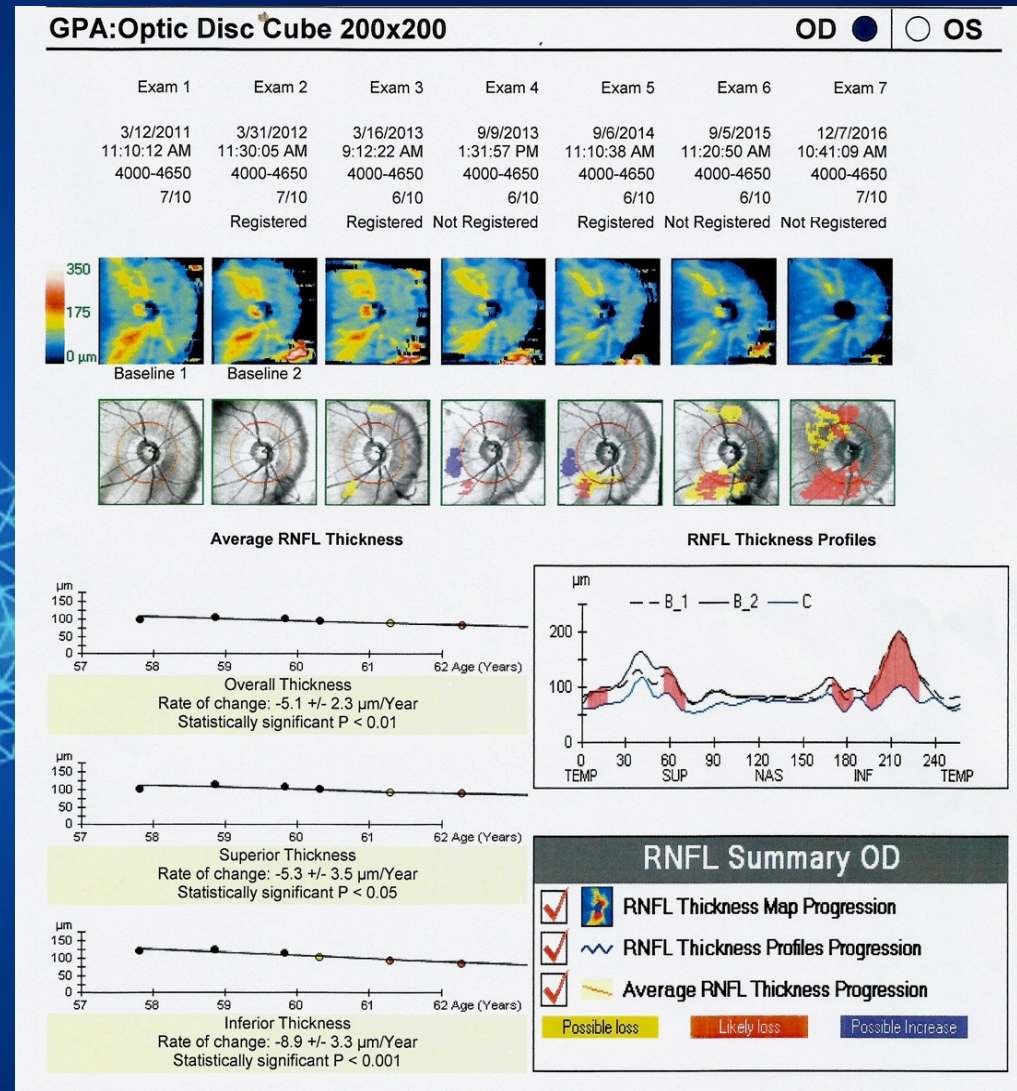 GPA:Optic Disc Cube 200x200 OD OS
Exam 1 Exam 2 Exam 3 Exam 4 Exam 5 Exam 6 Exam 7
3/12/2011 3/31/2012 3/16/2013 9/9/2013 9/6/2014 9/5/2015 12/7/2016
11:10:12 AM 11:30:05 AM 9:12:22 AM 1:31:57 PM 11:10:38 AM 11:20:50 AM 10:41:09 AM
4000-4650 4000-4650 4000-4650 4000-4650 4000-4650 4000-4650 4000-4650
7/10 7/10 6/10 6/10 6/10 6/10 7/10
Registered Registered Not Registered Registered Not Registered Not Registered
350
175
0 µm
Baseline 1 Baseline 2
Average RNFL Thickness
µm
150
100
50
0
57 58 59 60 61 62 Age (Years)
Overall Thickness
Rate of change: -5.1 +/- 2.3 µm/Year
Statistically significant P < 0.01
µm
150
100
50
0
57 58 59 60 61 62 Age (Years)
Superior Thickness
Rate of change: -5.3 +/- 3.5 µm/Year
Statistically significant P < 0.05
µm
150
100
50
0
57 58 59 60 61 62 Age (Years)
Inferior Thickness
Rate of change: -8.9 +/- 3.3 µm/Year
Statistically significant P < 0.001
RNFL Thickness Profiles
µm
B_1 B_2 C
200
100
0
0 30 60 90 120 150 180 210 240
TEMP SUP NAS INF TEMP
RNFL Summary OD
RNFL Thickness Map Progression
RNFL Thickness Profiles Progression
Average RNFL Thickness Progression
Possible loss Likely loss Possible Increase